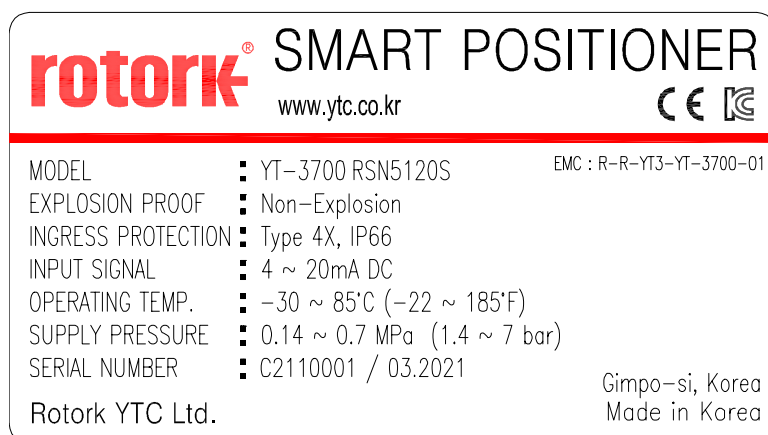 rotork® SMART POSITIONER
www.ytc.co.kr
CE
EMC : R-R-YT3-YT-3700-01
MODEL : YT-3700 RSN5120S
EXPLOSION PROOF : Non-Explosion
INGRESS PROTECTION : Type 4X, IP66
INPUT SIGNAL : 4 ~ 20mA DC
OPERATING TEMP. : -30 ~ 85°C (-22 ~ 185°F)
SUPPLY PRESSURE : 0.14 ~ 0.7 MPa (1.4 ~ 7 bar)
SERIAL NUMBER : C2110001 / 03.2021
Gimpo-si, Korea
Rotork YTC Ltd. Made in Korea